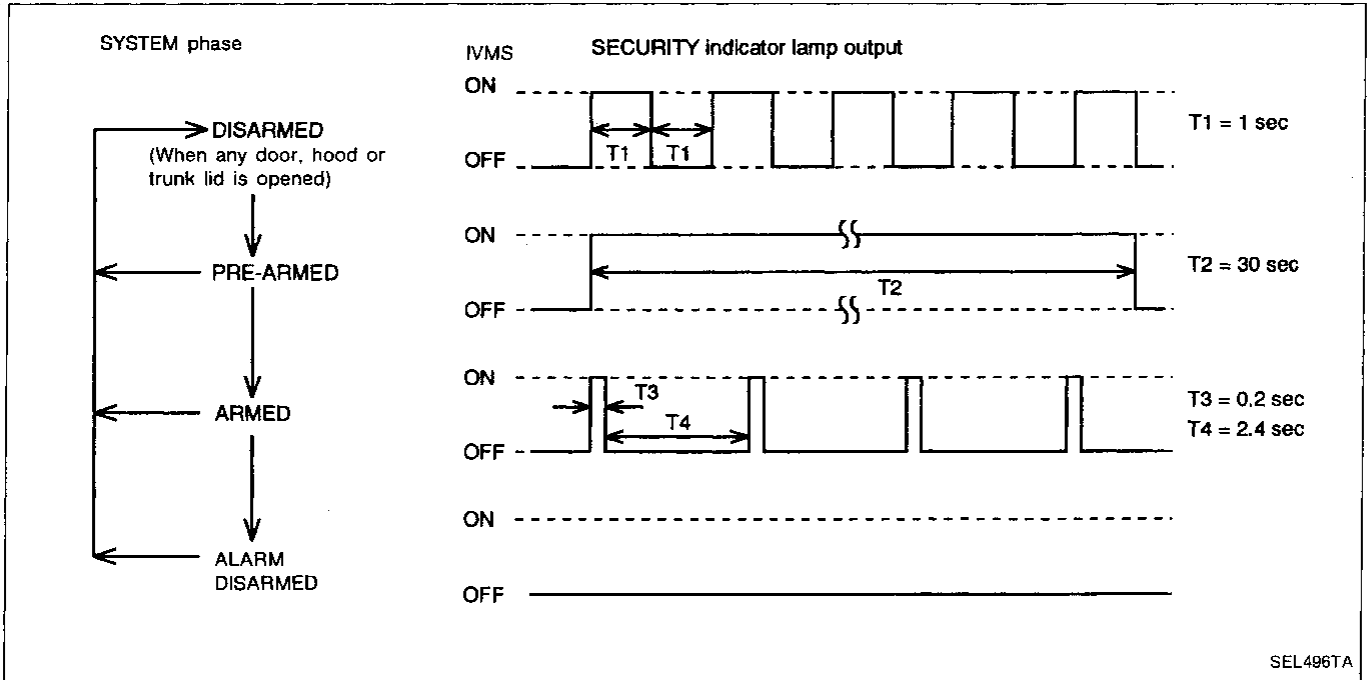 SYSTEM phase
IVMS
SECURITY indicator lamp output
ON
DISARMED
(When any door, hood or
trunk lid is opened)
T1
T1
OFF
T1 = 1 sec
ON
PRE-ARMED
T2
OFF
T2 = 30 sec
ON
ARMED
T3
T4
OFF
T3 = 0.2 sec
T4 = 2.4 sec
ON
ALARM
DISARMED
OFF
SEL496TA